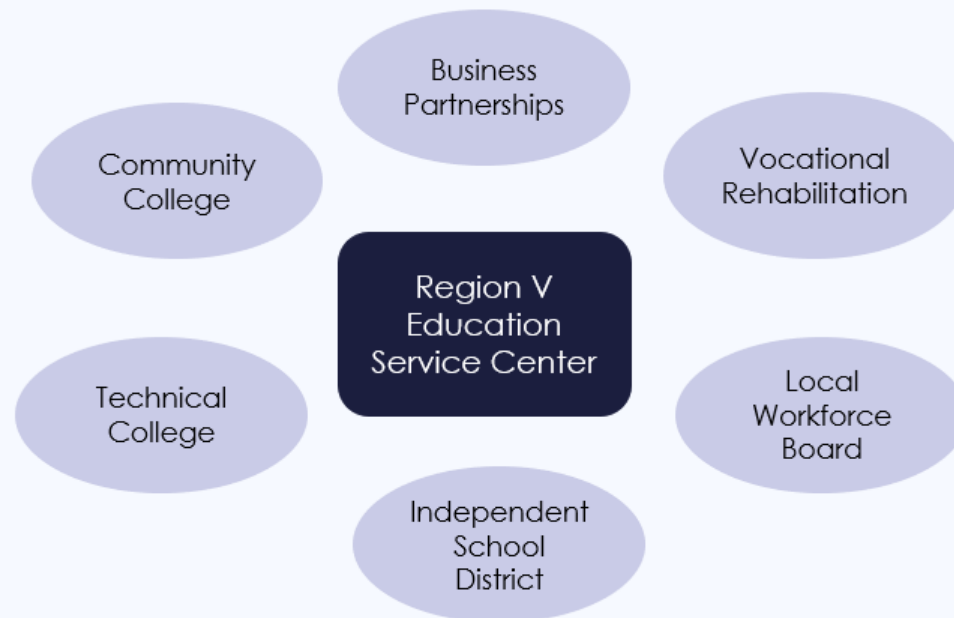 Business
Partnerships
Community
College
Vocational
Rehabilitation
Region V
Education
Service Center
Technical
College
Local
Workforce
Board
Independent
School
District